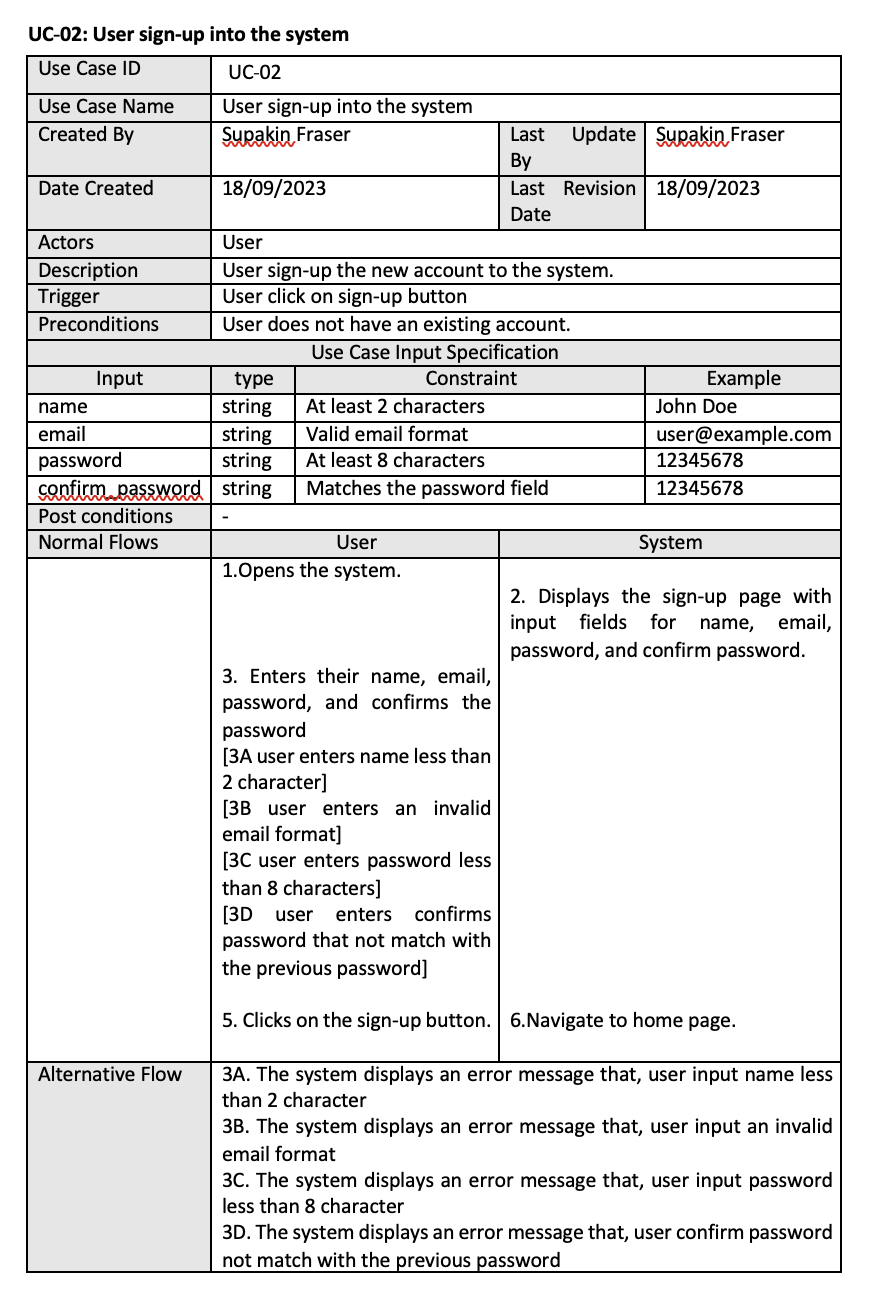 UC-02: User sign-up into the system
Use Case ID
UC-02
Use Case Name
User sign-up into the system
Created By
Supakin Fraser
Last Update
By
Supakin Fraser
Date Created
18/09/2023
Last Revision
Date
18/09/2023
Actors
User
Description
User sign-up the new account to the system.
Trigger
User click on sign-up button
Preconditions
User does not have an existing account.
Use Case Input Specification
Input
type
Constraint
Example
name
string
At least 2 characters
John Doe
email
string
Valid email format
user@example.com
password
string
At least 8 characters
12345678
confirm_password
string
Matches the password field
12345678
Post conditions
-
Normal Flows
User
System
1.Opens the system.
2. Displays the sign-up page with
input fields for name, email,
password, and confirm password.
3. Enters their name, email,
password, and confirms the
password
[3A user enters name less than
2 character]
[3B user enters an invalid
email format]
[3C user enters password less
than 8 characters]
[3D user enters confirms
password that not match with
the previous password]
5. Clicks on the sign-up button.
6.Navigate to home page.
Alternative Flow
3A. The system displays an error message that, user input name less
than 2 character
3B. The system displays an error message that, user input an invalid
email format
3C. The system displays an error message that, user input password
less than 8 character
3D. The system displays an error message that, user confirm password
not match with the previous password